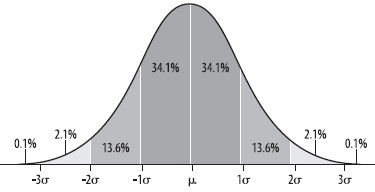 34.1% 34.1%
0.1% 2.1% 13.6% 13.6% 2.1% 0.1%
-3σ -2σ -1σ μ 1σ 2σ 3σ